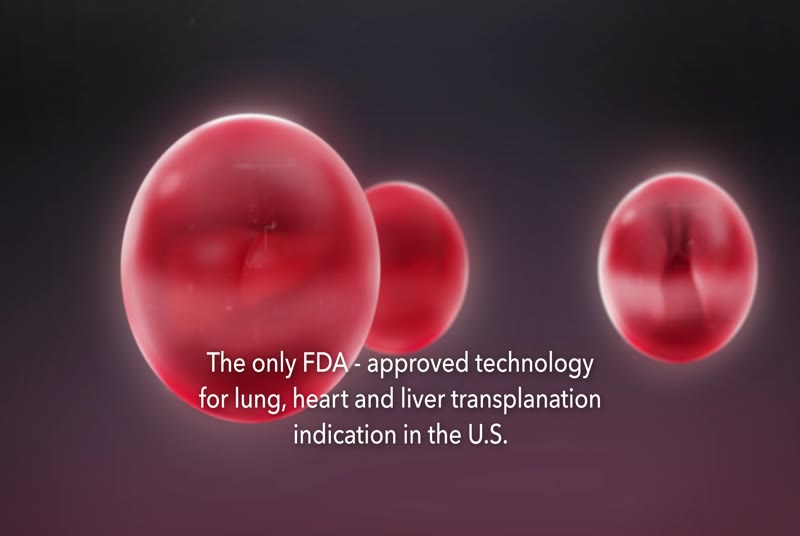 The only FDA - approved technology
for lung, heart and liver transplanation
indication in the U.S.